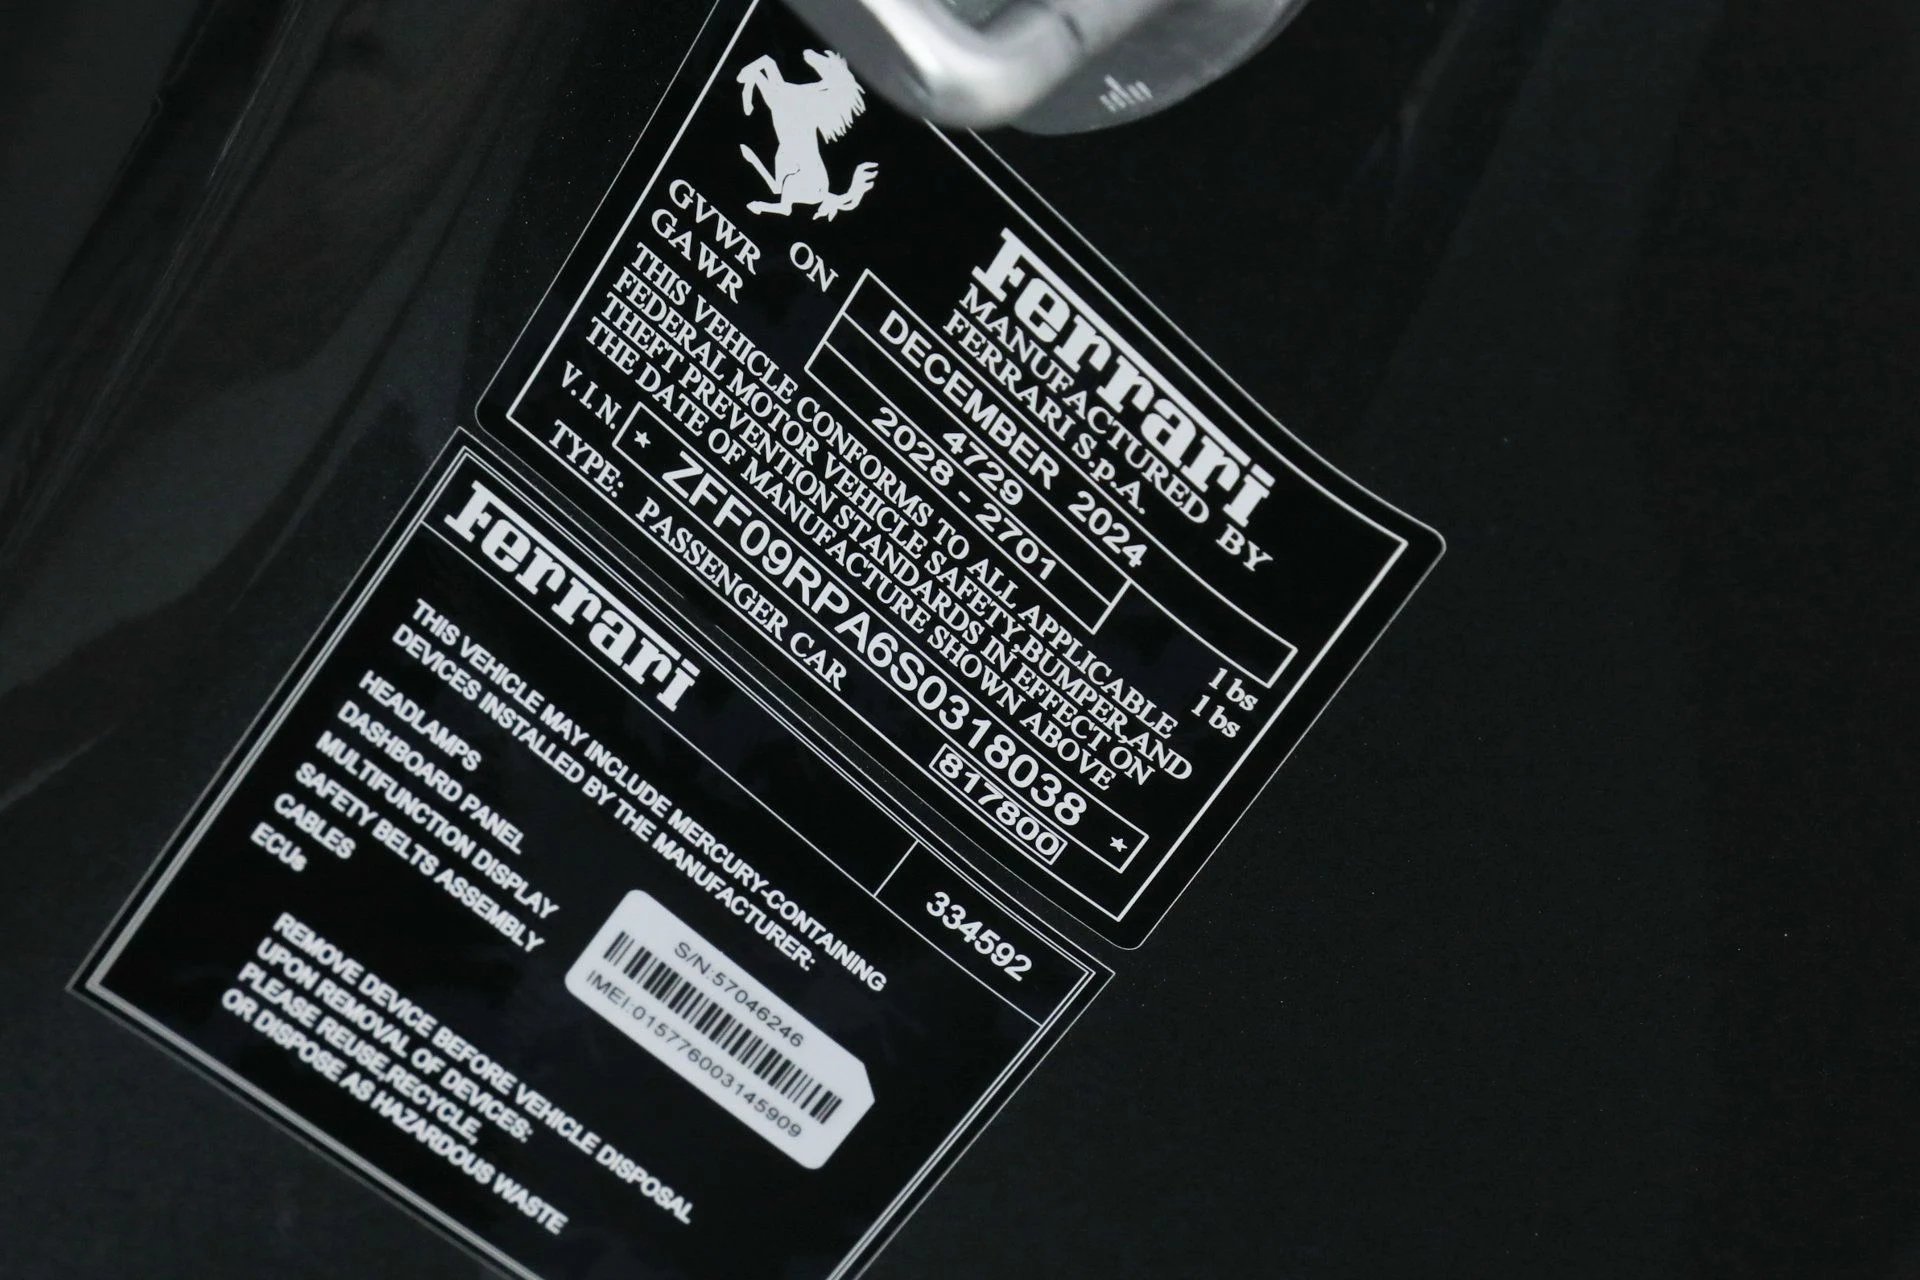 Ferrari
MANUFACTURED BY
FERRARI S.p.A.
ON DECEMBER 2024
GVWR 4729 lbs
GAWR 2028 - 2701 lbs
THIS VEHICLE CONFORMS TO ALL APPLICABLE
FEDERAL MOTOR VEHICLE SAFETY,BUMPER,AND
THEFT PREVENTION STANDARDS IN EFFECT ON
THE DATE OF MANUFACTURE SHOWN ABOVE
V.I.N. * ZFF09RPA6S0318038 *
TYPE: PASSENGER CAR 817800
Ferrari 334592
THIS VEHICLE MAY INCLUDE MERCURY-CONTAINING
DEVICES INSTALLED BY THE MANUFACTURER:
HEADLAMPS
DASHBOARD PANEL
MULTIFUNCTION DISPLAY
SAFETY BELTS ASSEMBLY
CABLES
ECUs
S/N:57046246
IMEI:015776003145909
REMOVE DEVICE BEFORE VEHICLE DISPOSAL
UPON REMOVAL OF DEVICES:
PLEASE REUSE,RECYCLE,
OR DISPOSE AS HAZARDOUS WASTE